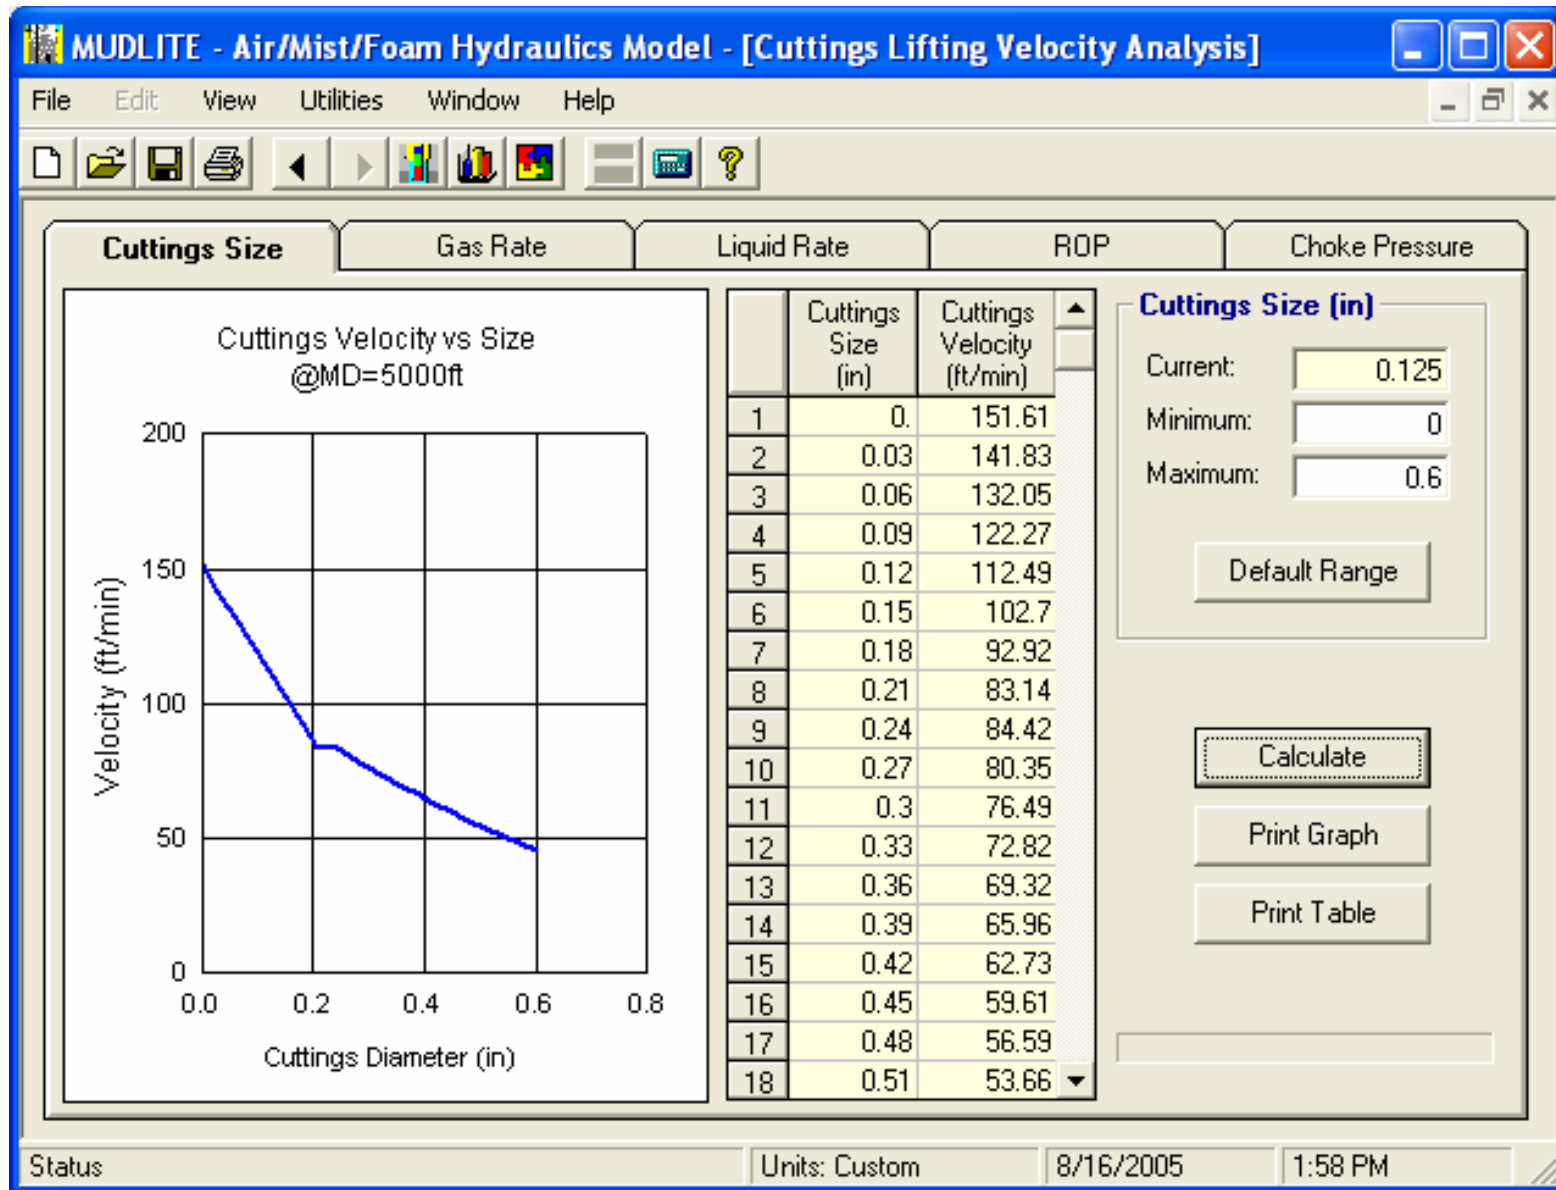 MUDLITE - Air/Mist/Foam Hydraulics Model - [Cuttings Lifting Velocity Analysis]
File Edit View Utilities Window Help
Cuttings Size Gas Rate Liquid Rate ROP Choke Pressure
Cuttings Velocity vs Size
@MD=5000ft
200
150
100
50
0
Velocity (ft/min)
0.0 0.2 0.4 0.6 0.8
Cuttings Diameter (in)
Cuttings Size (in) Cuttings Velocity (ft/min)
1 0. 151.61
2 0.03 141.83
3 0.06 132.05
4 0.09 122.27
5 0.12 112.49
6 0.15 102.7
7 0.18 92.92
8 0.21 83.14
9 0.24 84.42
10 0.27 80.35
11 0.3 76.49
12 0.33 72.82
13 0.36 69.32
14 0.39 65.96
15 0.42 62.73
16 0.45 59.61
17 0.48 56.59
18 0.51 53.66
Cuttings Size (in)
Current: 0.125
Minimum: 0
Maximum: 0.6
Default Range
Calculate
Print Graph
Print Table
Status Units: Custom 8/16/2005 1:58 PM